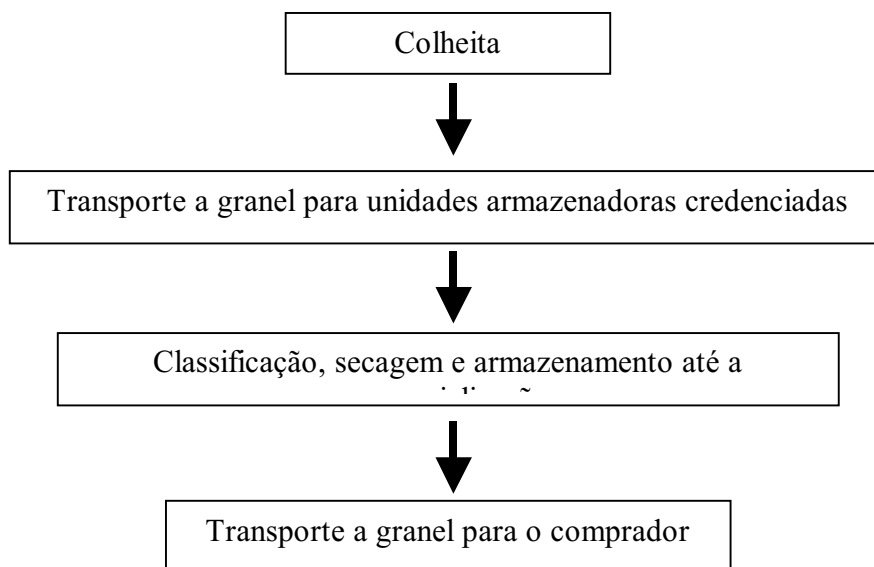 Colheita
Transporte a granel para unidades armazenadoras credenciadas
Classificação, secagem e armazenamento até a
Transporte a granel para o comprador